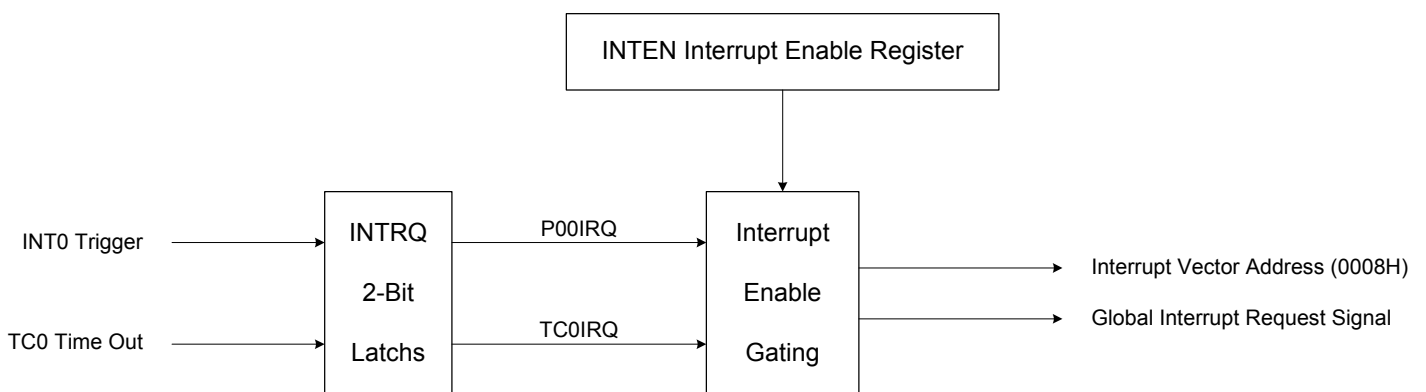 INTEN Interrupt Enable Register
INT0 Trigger
TC0 Time Out
INTRQ
2-Bit
Latchs
P00IRQ
TC0IRQ
Interrupt
Enable
Gating
Interrupt Vector Address (0008H)
Global Interrupt Request Signal